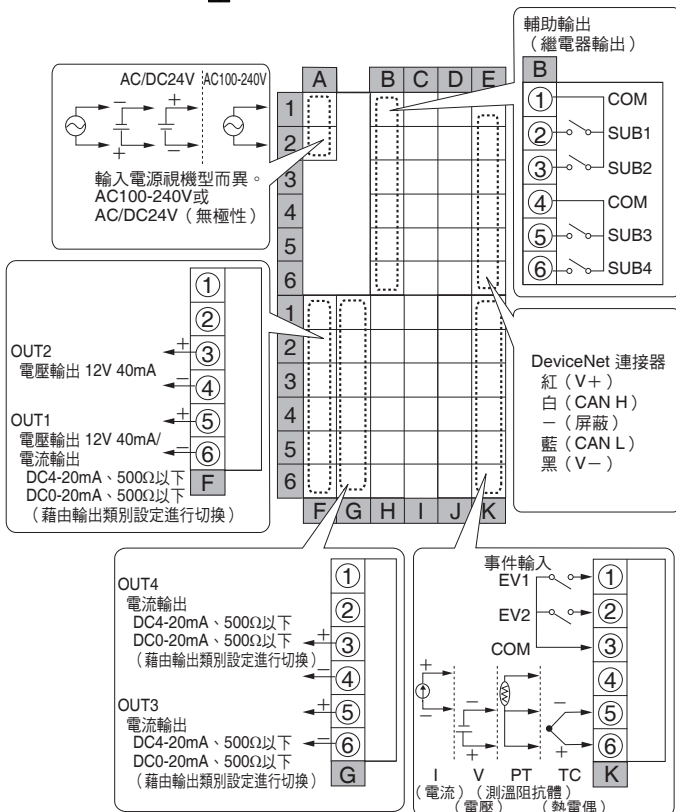 輔助輸出
（繼電器輸出）
B
① COM
② SUB1
③ SUB2
④ COM
⑤ SUB3
⑥ SUB4
AC/DC24V AC100-240V
－ ＋
＋ －
輸入電源視機型而異。
AC100-240V或
AC/DC24V（無極性）
A B C D E
1
2
3
4
5
6
1
2
3
4
5
6
F G H I J K
①
②
OUT2 ＋ ③
電壓輸出 12V 40mA
－ ④
OUT1 ＋ ⑤
電壓輸出 12V 40mA/ － ⑥
電流輸出
DC4-20mA、500Ω以下 F
DC0-20mA、500Ω以下
（藉由輸出類別設定進行切換）
DeviceNet 連接器
紅（V＋）
白（CAN H）
－（屏蔽）
藍（CAN L）
黑（V－）
①
OUT4
電流輸出 ②
DC4-20mA、500Ω以下
DC0-20mA、500Ω以下 ＋ ③
（藉由輸出類別設定進行切換）
－ ④
OUT3 ＋ ⑤
電流輸出
DC4-20mA、500Ω以下 － ⑥
DC0-20mA、500Ω以下
（藉由輸出類別設定進行切換） G
事件輸入
EV1 ①
EV2 ②
COM ③
④
＋ － － ⑤
－ ＋ ＋ ⑥
I V PT TC K
（電流）（測溫阻抗體）
（電壓） （熱電偶）